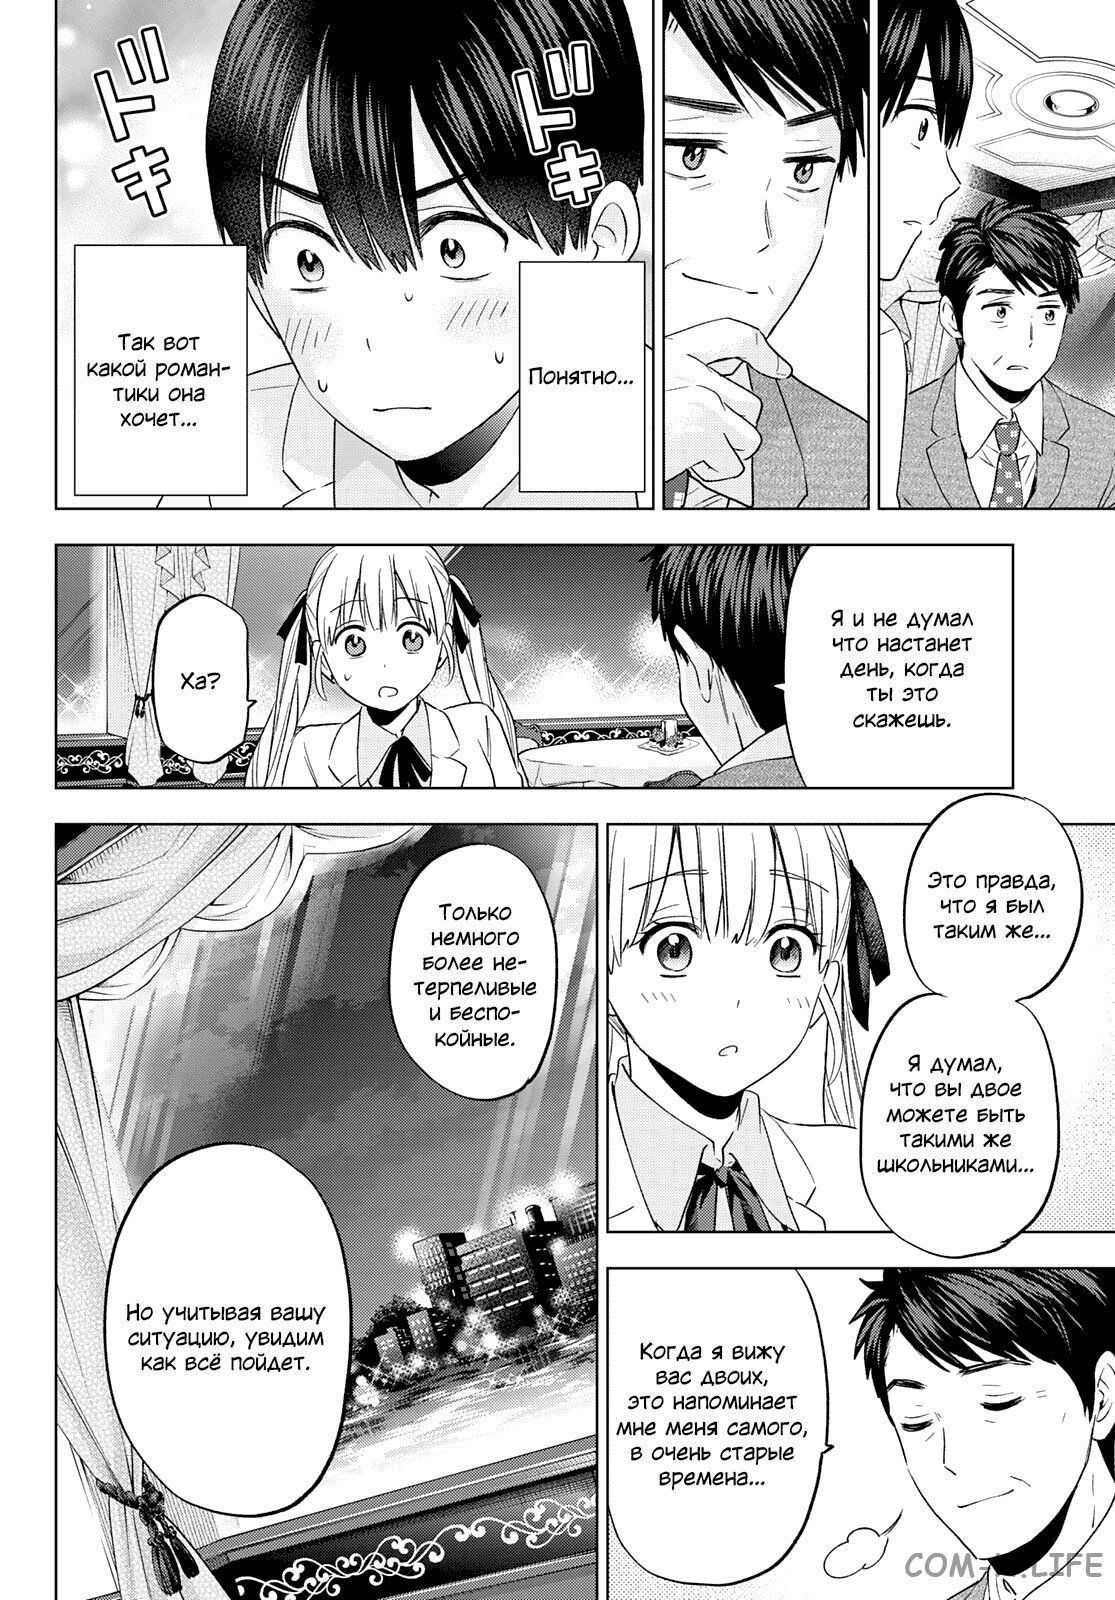 ドキ
ドキ
Понятно...
Так вот
какой роман-
тики она
хочет...
Я и не думал
что настанет
день, когда
ты это
скажешь.
Ха?
Это правда,
что я был
таким же...
Я думал,
что вы двое
можете быть
такими же
школьниками...
Только
немного
более не-
терпеливые
и беспо-
койные.
Но учитывая вашу
ситуацию, увидим
как всё пойдет.
Когда я вижу
вас двоих,
это напоминает
мне меня самого,
в очень старые
времена...